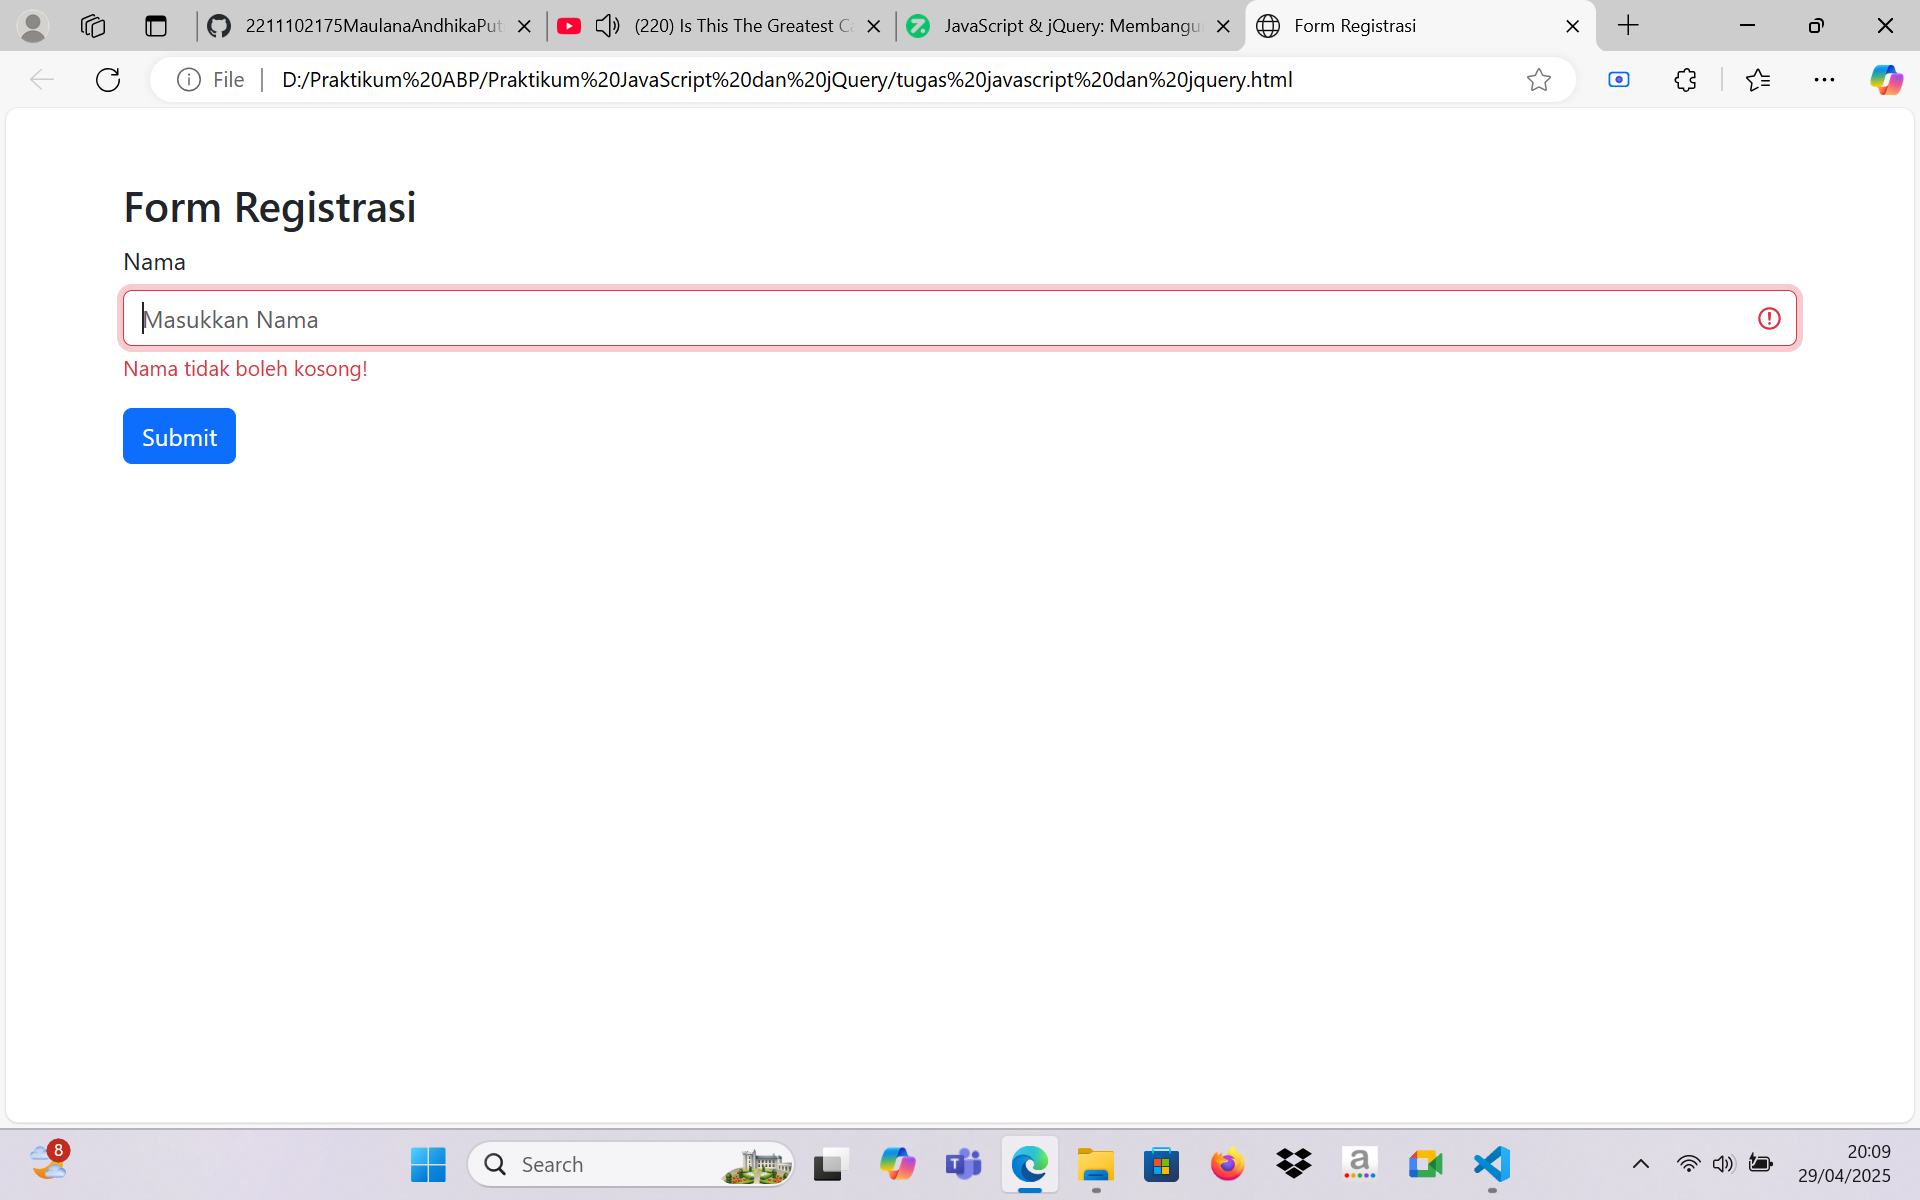 2211102175MaulanaAndhikaPut
(220) Is This The Greatest Ca
JavaScript & jQuery: Membangu
Form Registrasi
File
D:/Praktikum%20ABP/Praktikum%20JavaScript%20dan%20jQuery/tugas%20javascript%20dan%20jquery.html
Form Registrasi
Nama
Masukkan Nama
Nama tidak boleh kosong!
Submit
8
Search
a
20:09
29/04/2025